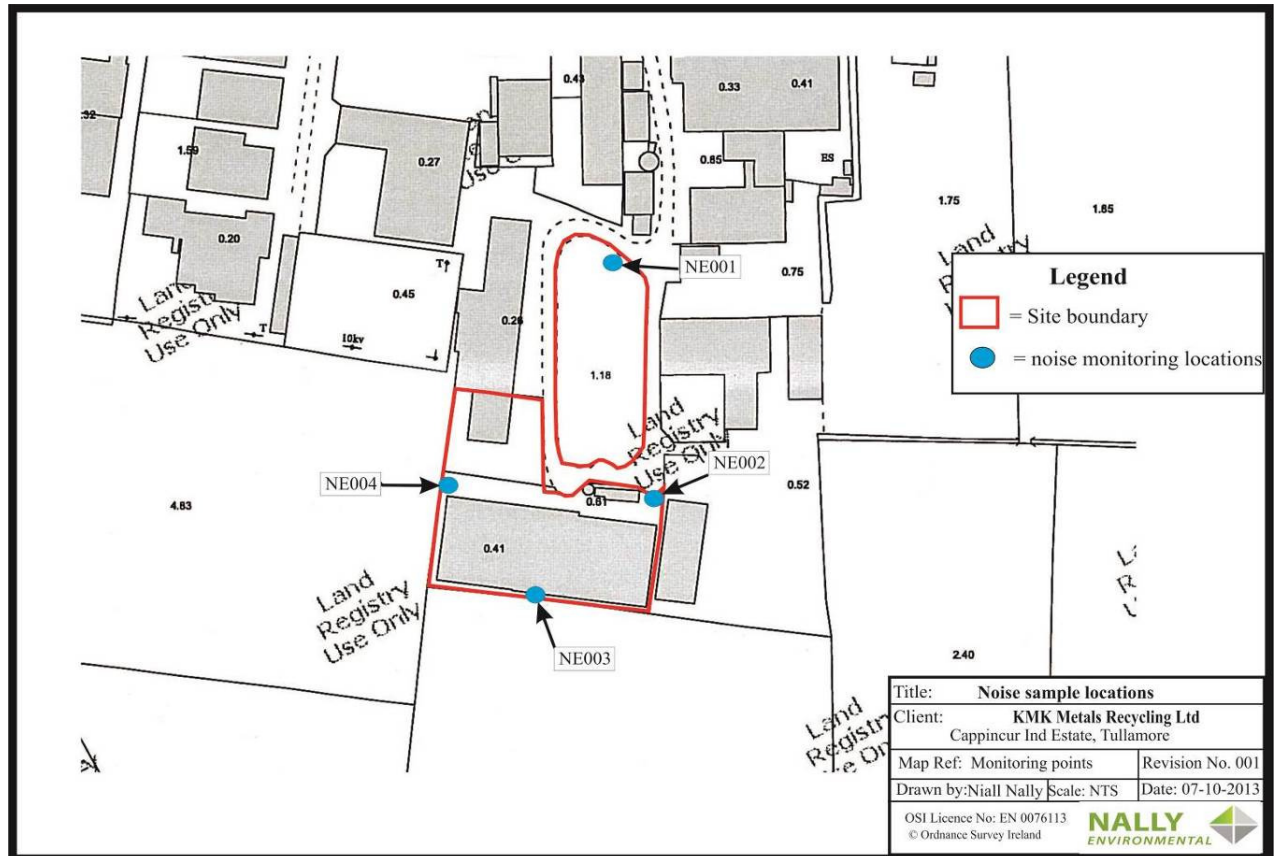 0.43
0.33
0.41
1.59
0.27
0.65
ES
1.75
1.65
0.20
T
NE001
0.75
Land
0.45
Land
Registry
Use Only
T
10kv
0.26
1.18
Legend
= Site boundary
= noise monitoring locations
Land
Registry
Use Only
NE002
NE004
4.83
0.61
0.52
0.41
Land
Registry
Use Only
NE003
2.40
Land
Title: Noise sample locations
Client: KMK Metals Recycling Ltd
Cappincur Ind Estate, Tullamore
Map Ref: Monitoring points Revision No. 001
Drawn by:Niall Nally Scale: NTS Date: 07-10-2013
OSI Licence No: EN 0076113
© Ordnance Survey Ireland
NALLY
ENVIRONMENTAL